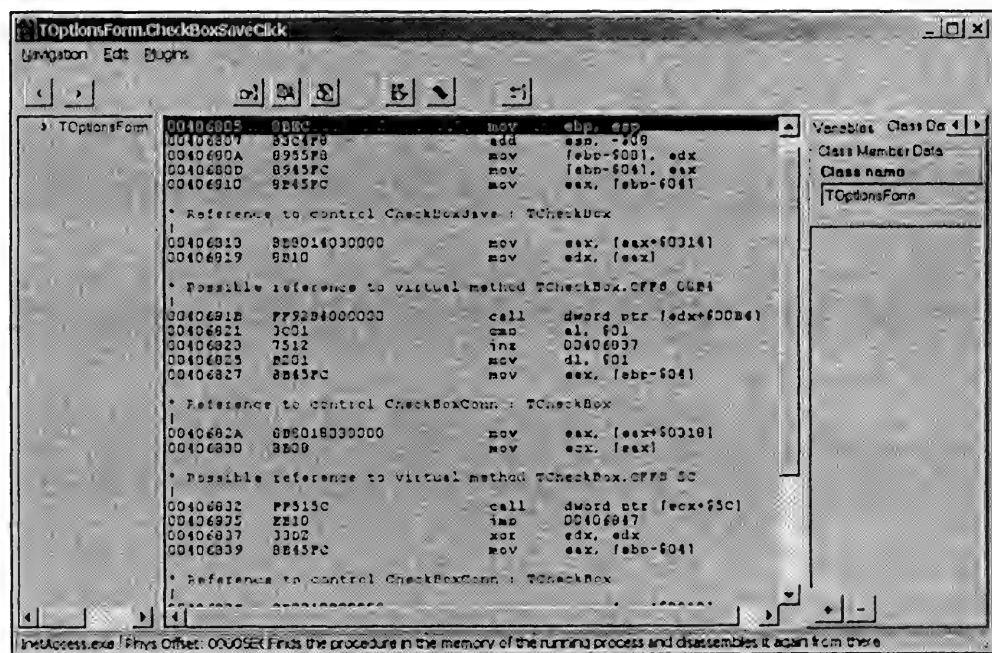 TOptionsForm.CheckBoxSaveClick
Navigation Edit Plugins
TOptionsForm
00406805 8BEC mov ebp, esp
00406807 83C4F8 add esp, -$08
0040680A 8955F8 mov [ebp-$08], edx
0040680D 8945FC mov [ebp-$04], eax
00406810 8B45FC mov eax, [ebp-$04]
* Reference to control CheckBoxSave : TCheckBox
|
00406813 8B8014030000 mov eax, [eax+$0314]
00406819 8B10 mov edx, [eax]
* Possible reference to virtual method TCheckBox.OFFS_00B4
|
0040681B FF92B4000000 call dword ptr [edx+$00B4]
00406821 3C01 cmp al, $01
00406823 7512 jnz 00406837
00406825 B201 mov dl, $01
00406827 8B45FC mov eax, [ebp-$04]
* Reference to control CheckBoxConn : TCheckBox
|
0040682A 8B8018030000 mov eax, [eax+$0318]
00406830 8B08 mov ecx, [eax]
* Possible reference to virtual method TCheckBox.OFFS_5C
|
00406832 FF515C call dword ptr [ecx+$5C]
00406835 EB10 jmp 00406847
00406837 33D2 xor edx, edx
00406839 8B45FC mov eax, [ebp-$04]
* Reference to control CheckBoxConn : TCheckBox
|
Variables Class Da
Class Member Data
Class name
TOptionsForm
+ -
InetAccess.exe Phys Offset: Finds the procedure in the memory of the running process and disassembles it again from there